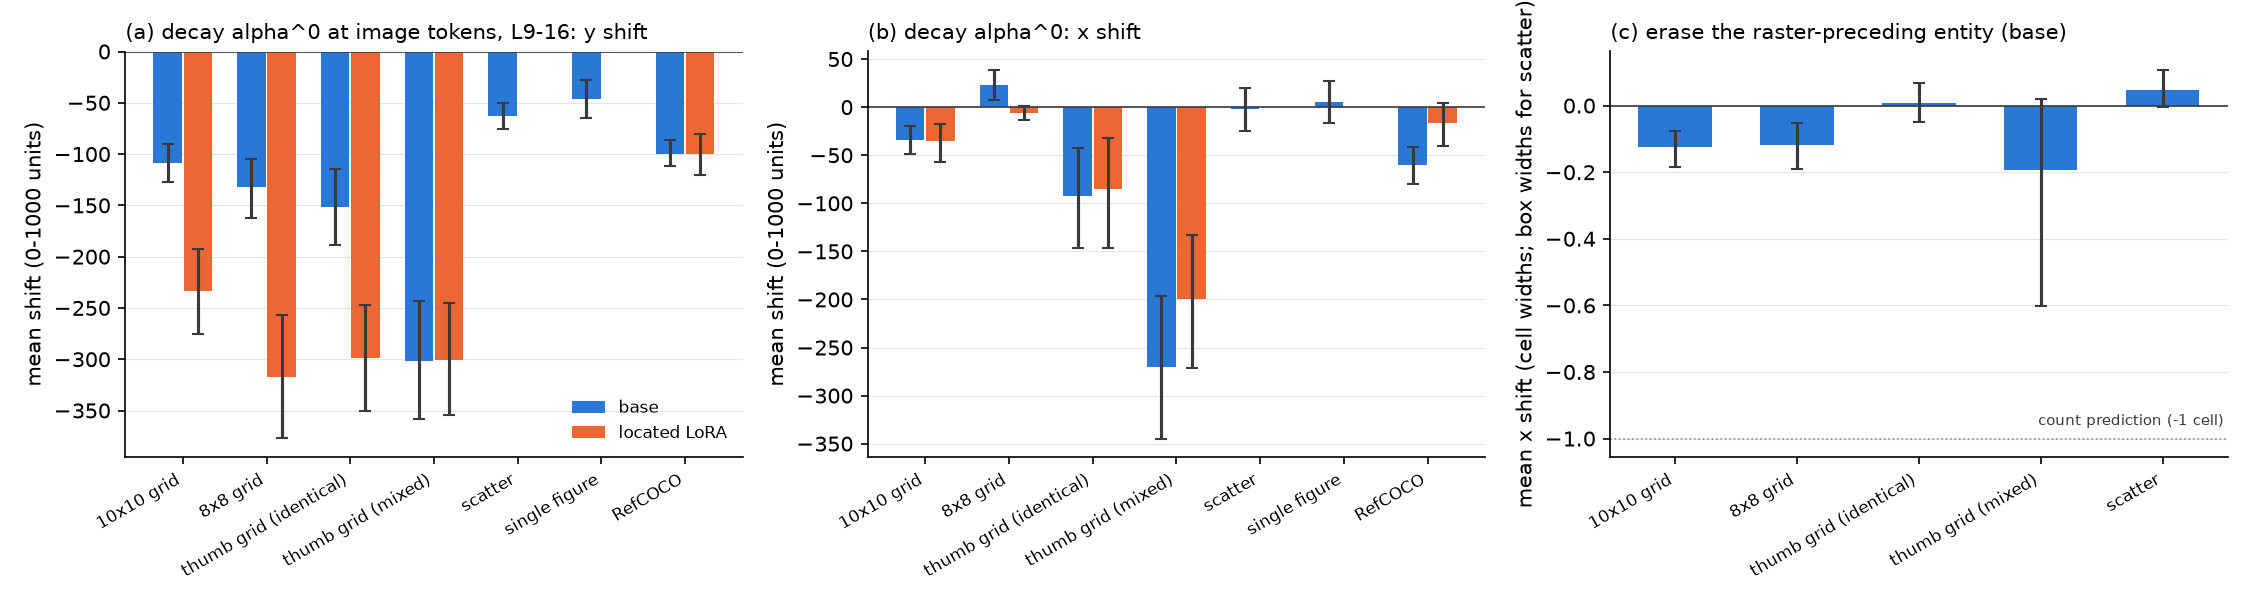 (a) decay alpha^0 at image tokens, L9-16: y shift
mean shift (0-1000 units)
0
−50
−100
−150
−200
−250
−300
−350
base
located LoRA
10x10 grid
8x8 grid
thumb grid (identical)
thumb grid (mixed)
scatter
single figure
RefCOCO
(b) decay alpha^0: x shift
mean shift (0-1000 units)
50
0
−50
−100
−150
−200
−250
−300
−350
10x10 grid
8x8 grid
thumb grid (identical)
thumb grid (mixed)
scatter
single figure
RefCOCO
(c) erase the raster-preceding entity (base)
mean x shift (cell widths; box widths for scatter)
0.0
−0.2
−0.4
−0.6
−0.8
−1.0
count prediction (-1 cell)
10x10 grid
8x8 grid
thumb grid (identical)
thumb grid (mixed)
scatter